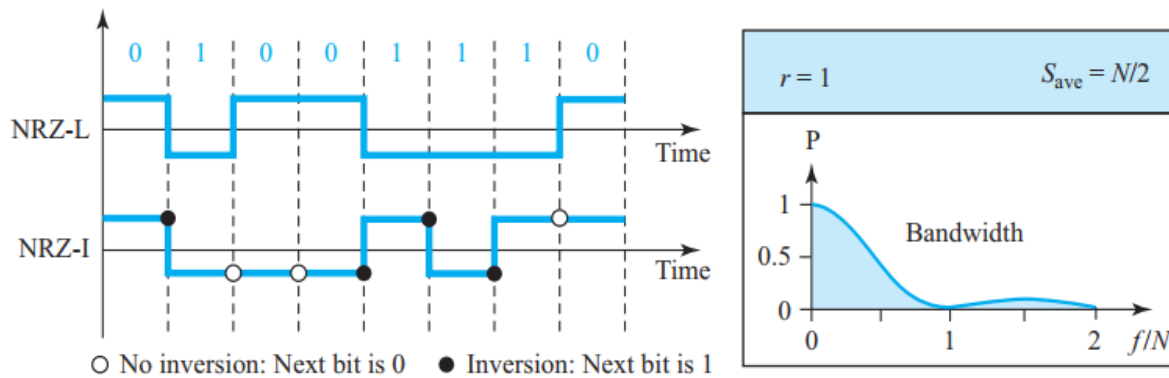 0 1 0 0 1 1 1 0
NRZ-L
Time
NRZ-I
Time
No inversion: Next bit is 0 Inversion: Next bit is 1
r = 1 S_ave = N/2
P
1
Bandwidth
0.5
0
0 1 2 f/N